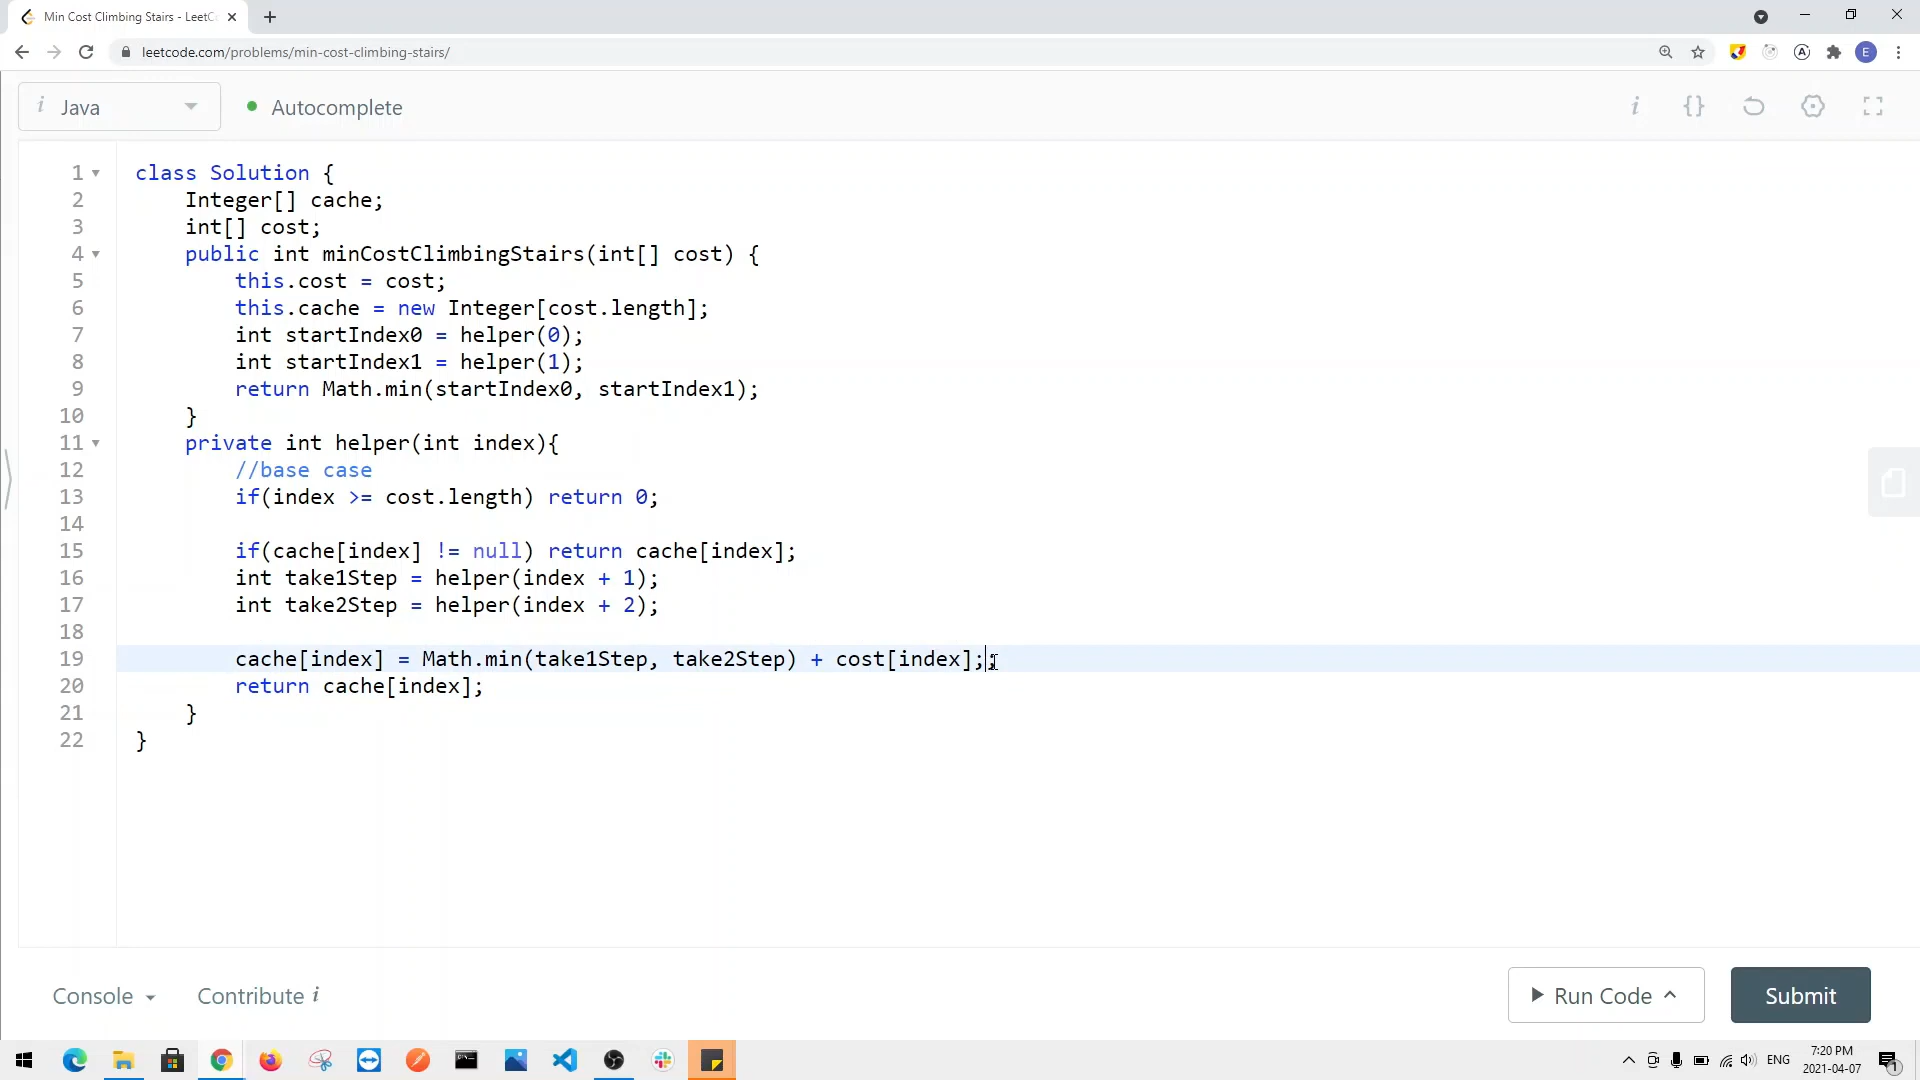 Min Cost Climbing Stairs - LeetC
leetcode.com/problems/min-cost-climbing-stairs/
E
i Java
Autocomplete
i {}
1 class Solution {
2 Integer[] cache;
3 int[] cost;
4 public int minCostClimbingStairs(int[] cost) {
5 this.cost = cost;
6 this.cache = new Integer[cost.length];
7 int startIndex0 = helper(0);
8 int startIndex1 = helper(1);
9 return Math.min(startIndex0, startIndex1);
10 }
11 private int helper(int index){
12 //base case
13 if(index >= cost.length) return 0;
14
15 if(cache[index] != null) return cache[index];
16 int take1Step = helper(index + 1);
17 int take2Step = helper(index + 2);
18
19 cache[index] = Math.min(take1Step, take2Step) + cost[index];;
20 return cache[index];
21 }
22 }
Console Contribute i Run Code Submit
ENG
7:20 PM
2021-04-07
1